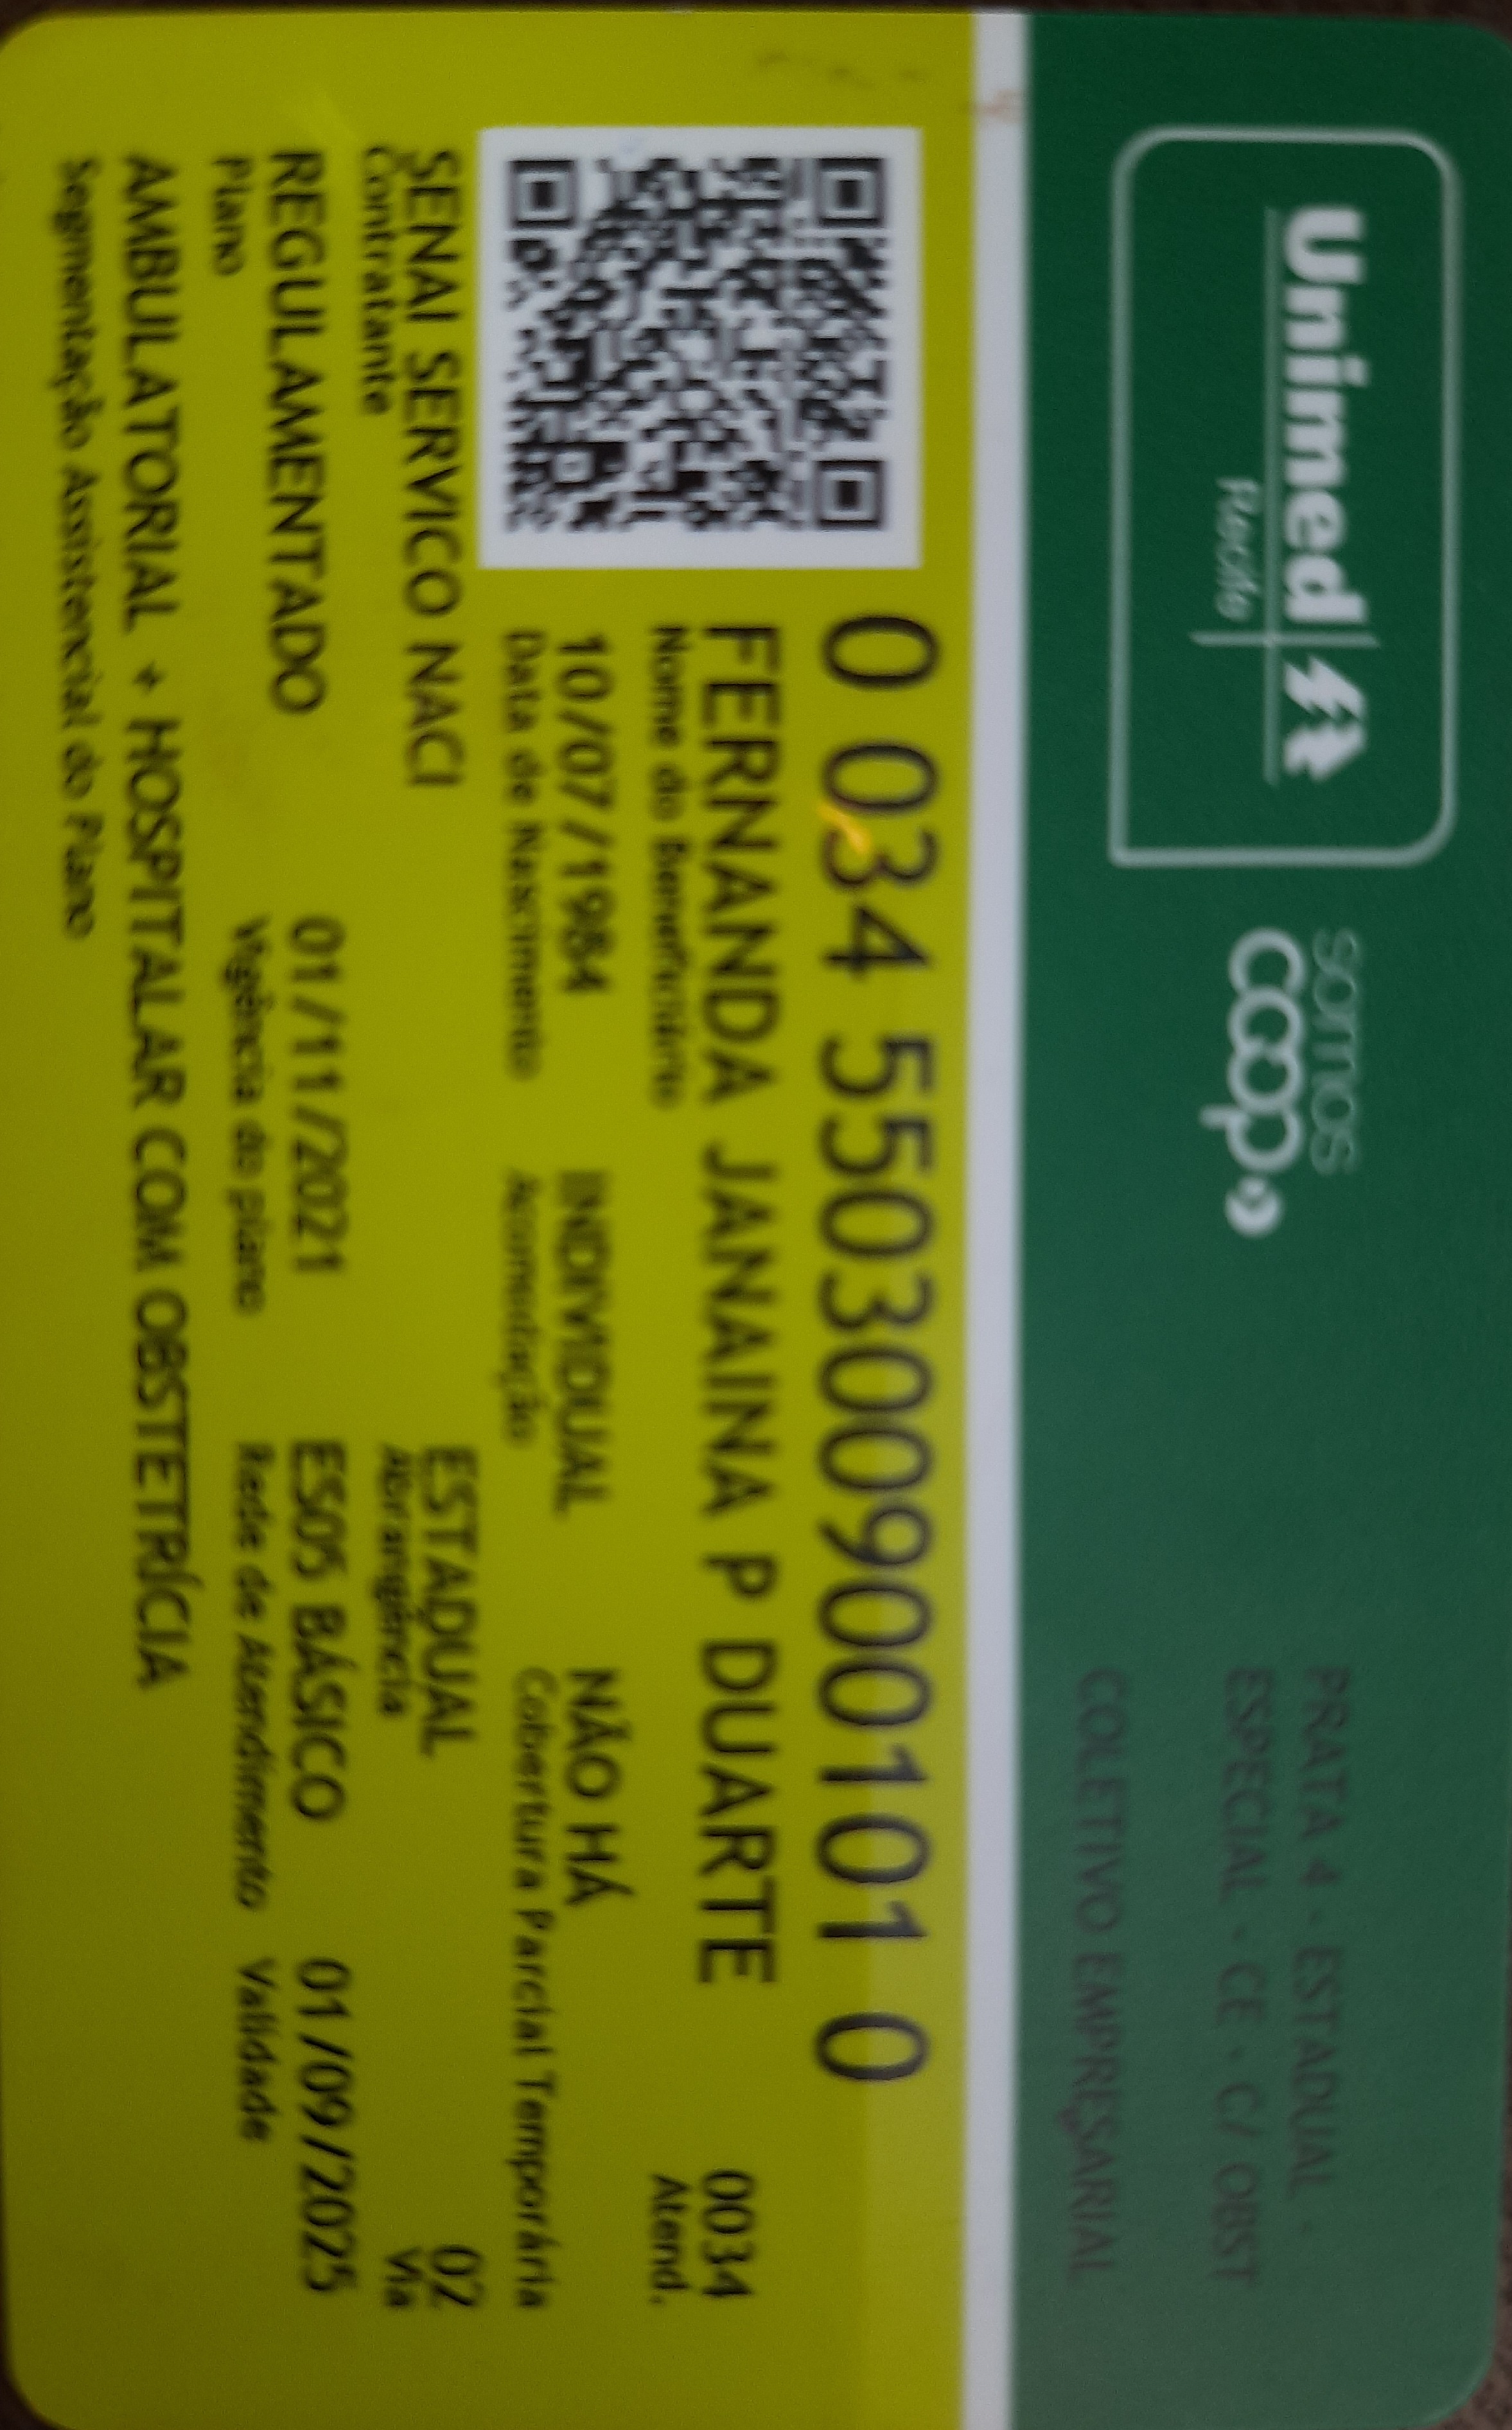 Unimed
Recife
somos
coop
PRATA 4 - ESTADUAL -
ESPECIAL - CE - C/ OBST
COLETIVO EMPRESARIAL
0 034 5503009000101 0
FERNANDA JANAINA P DUARTE 0034
Nome do Beneficiário Atend.
10/07/1984 INDIVIDUAL NÃO HÁ
Data de Nascimento Acomodação Cobertura Parcial Temporária
SENAI SERVICO NACI ESTADUAL 02
Contratante Abrangência Via
REGULAMENTADO 01/11/2021 ES05 BÁSICO 01/09/2025
Plano Vigência do plano Rede de Atendimento Validade
AMBULATORIAL + HOSPITALAR COM OBSTETRÍCIA
Segmentação Assistencial do Plano